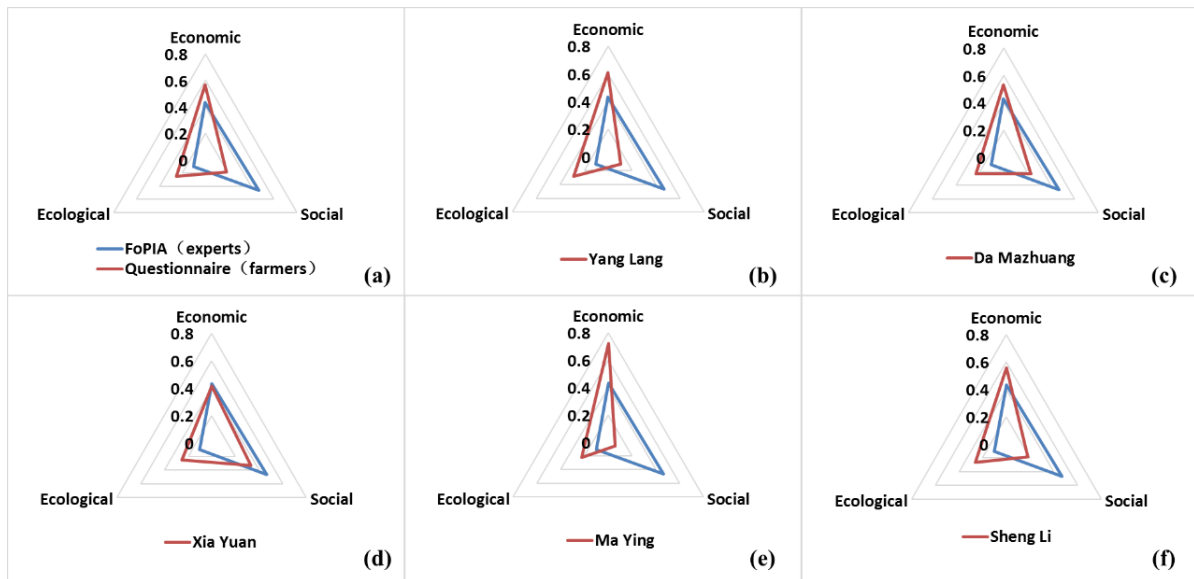 Economic
0.8
0.6
0.4
0.2
0
Ecological
Social
FoPIA（experts）
Questionnaire（farmers）
(a)
Economic
0.8
0.6
0.4
0.2
0
Ecological
Social
Yang Lang
(b)
Economic
0.8
0.6
0.4
0.2
0
Ecological
Social
Da Mazhuang
(c)
Economic
0.8
0.6
0.4
0.2
0
Ecological
Social
Xia Yuan
(d)
Economic
0.8
0.6
0.4
0.2
0
Ecological
Social
Ma Ying
(e)
Economic
0.8
0.6
0.4
0.2
0
Ecological
Social
Sheng Li
(f)